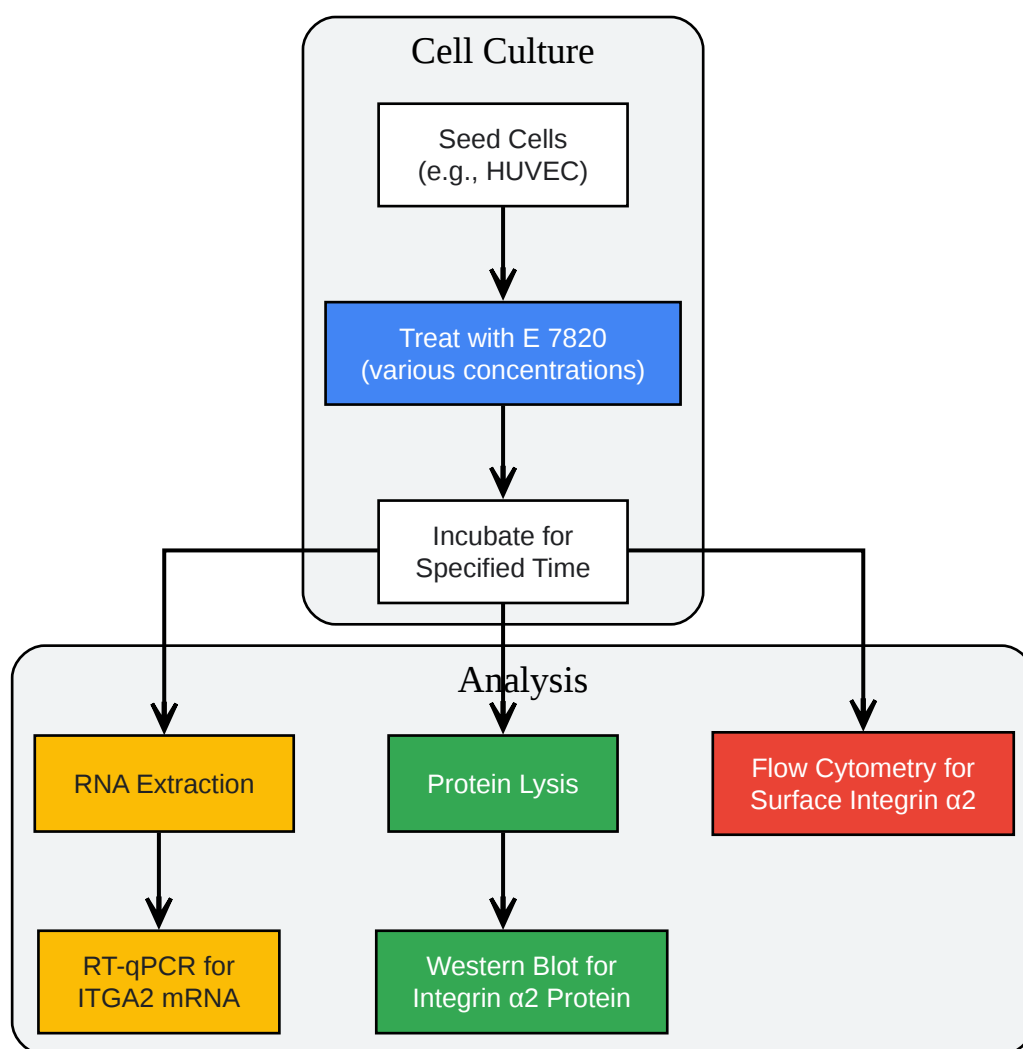 Cell Culture
Seed Cells
(e.g., HUVEC)
Treat with E 7820
(various concentrations)
Incubate for
Specified Time
Analysis
RNA Extraction
Protein Lysis
Flow Cytometry for
Surface Integrin α2
RT-qPCR for
ITGA2 mRNA
Western Blot for
Integrin α2 Protein